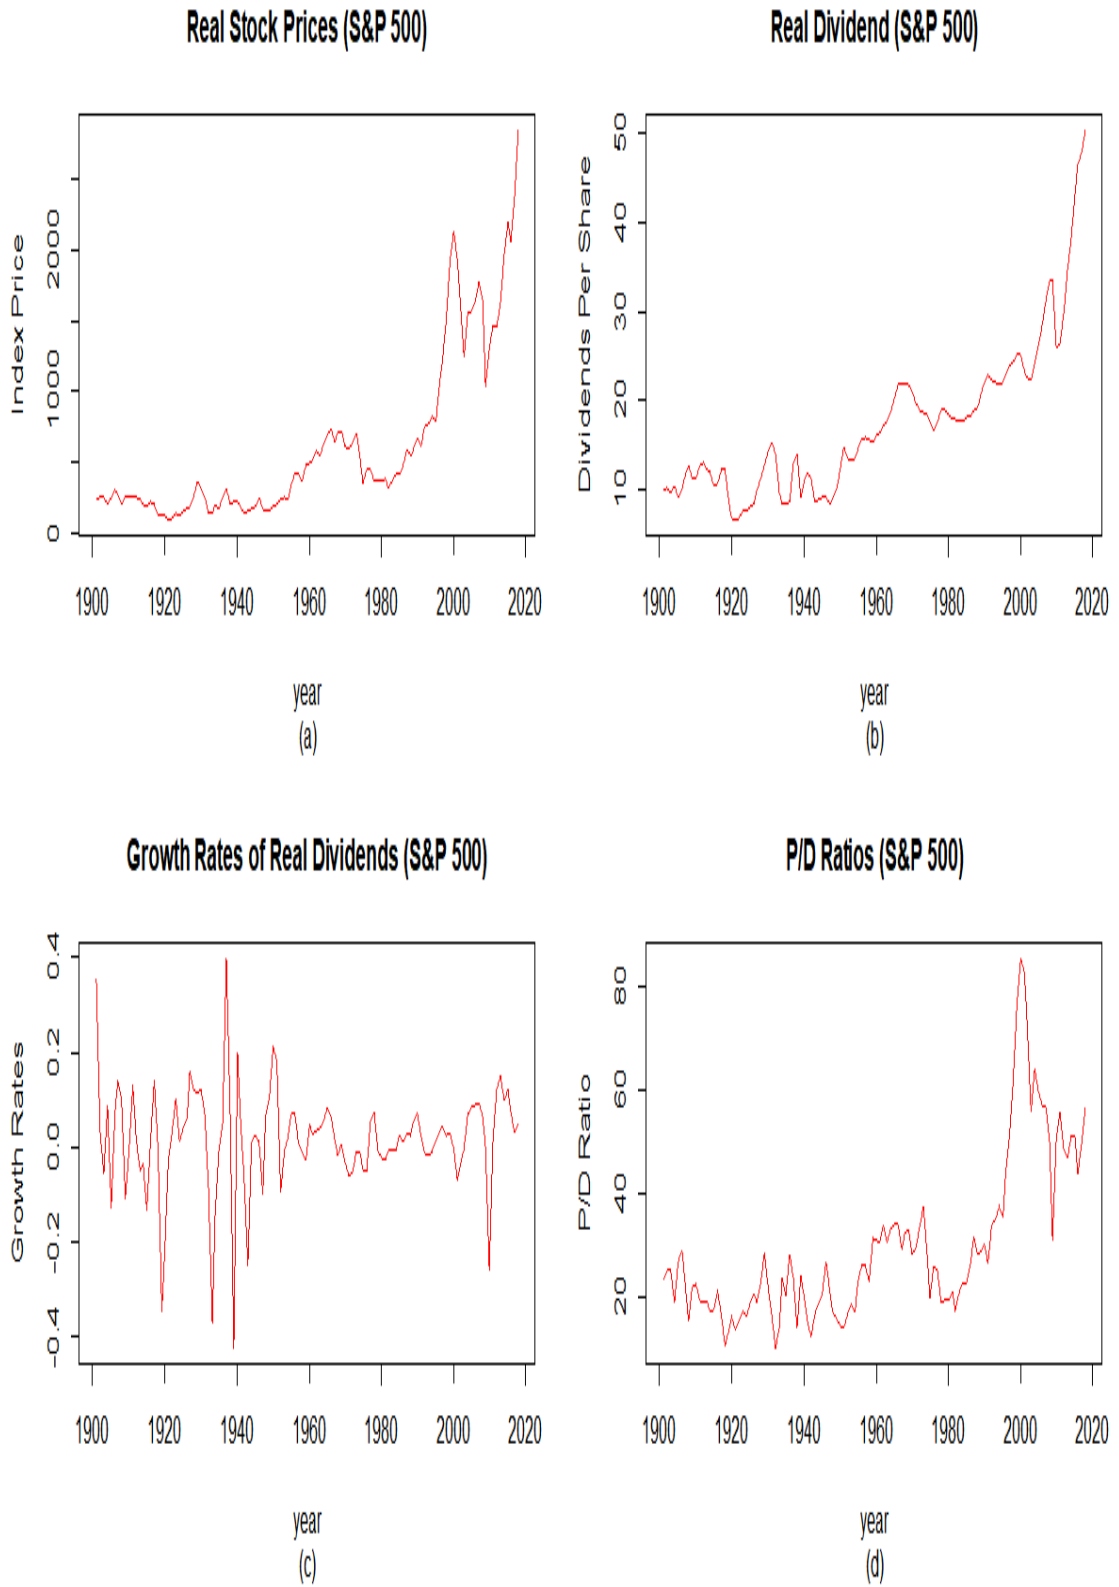 Real Stock Prices (S&P 500)
Index Price
0 1000 2000
1900 1920 1940 1960 1980 2000 2020
year
(a)
Real Dividend (S&P 500)
Dividends Per Share
10 20 30 40 50
1900 1920 1940 1960 1980 2000 2020
year
(b)
Growth Rates of Real Dividends (S&P 500)
Growth Rates
-0.4 -0.2 0.0 0.2 0.4
1900 1920 1940 1960 1980 2000 2020
year
(c)
P/D Ratios (S&P 500)
P/D Ratio
20 40 60 80
1900 1920 1940 1960 1980 2000 2020
year
(d)